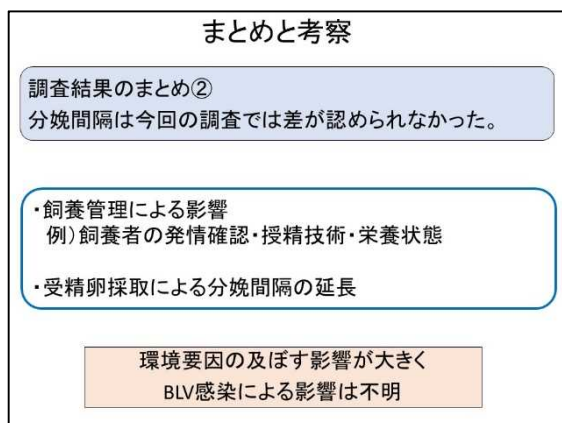 まとめと考察
調査結果のまとめ②
分娩間隔は今回の調査では差が認められなかった。
・飼養管理による影響
例)飼養者の発情確認・授精技術・栄養状態
・受精卵採取による分娩間隔の延長
環境要因の及ぼす影響が大きく
BLV感染による影響は不明